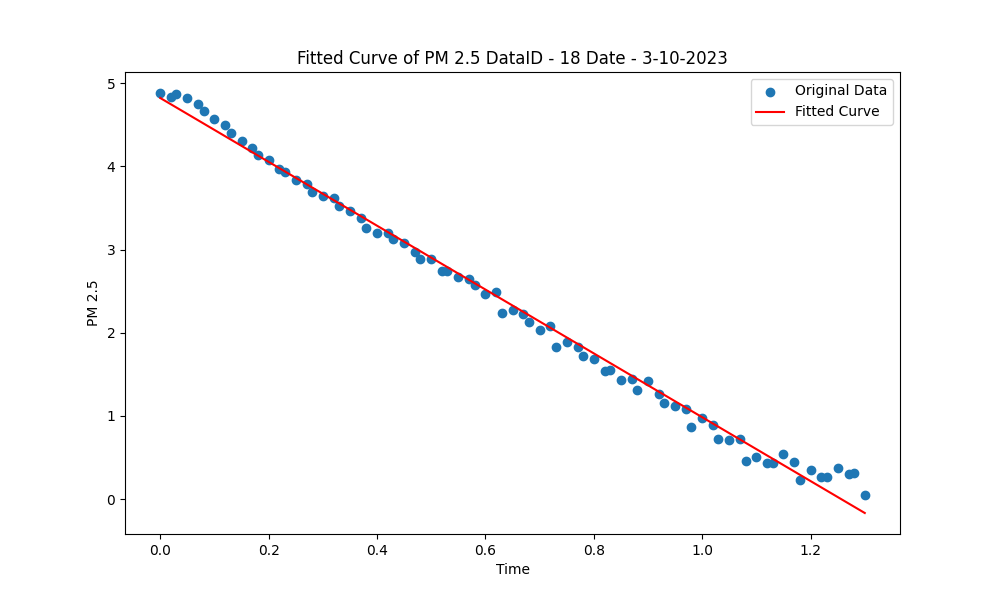 Fitted Curve of PM 2.5 DataID - 18 Date - 3-10-2023
Original Data
Fitted Curve
5
4
3
2
1
0
PM 2.5
0.0 0.2 0.4 0.6 0.8 1.0 1.2
Time